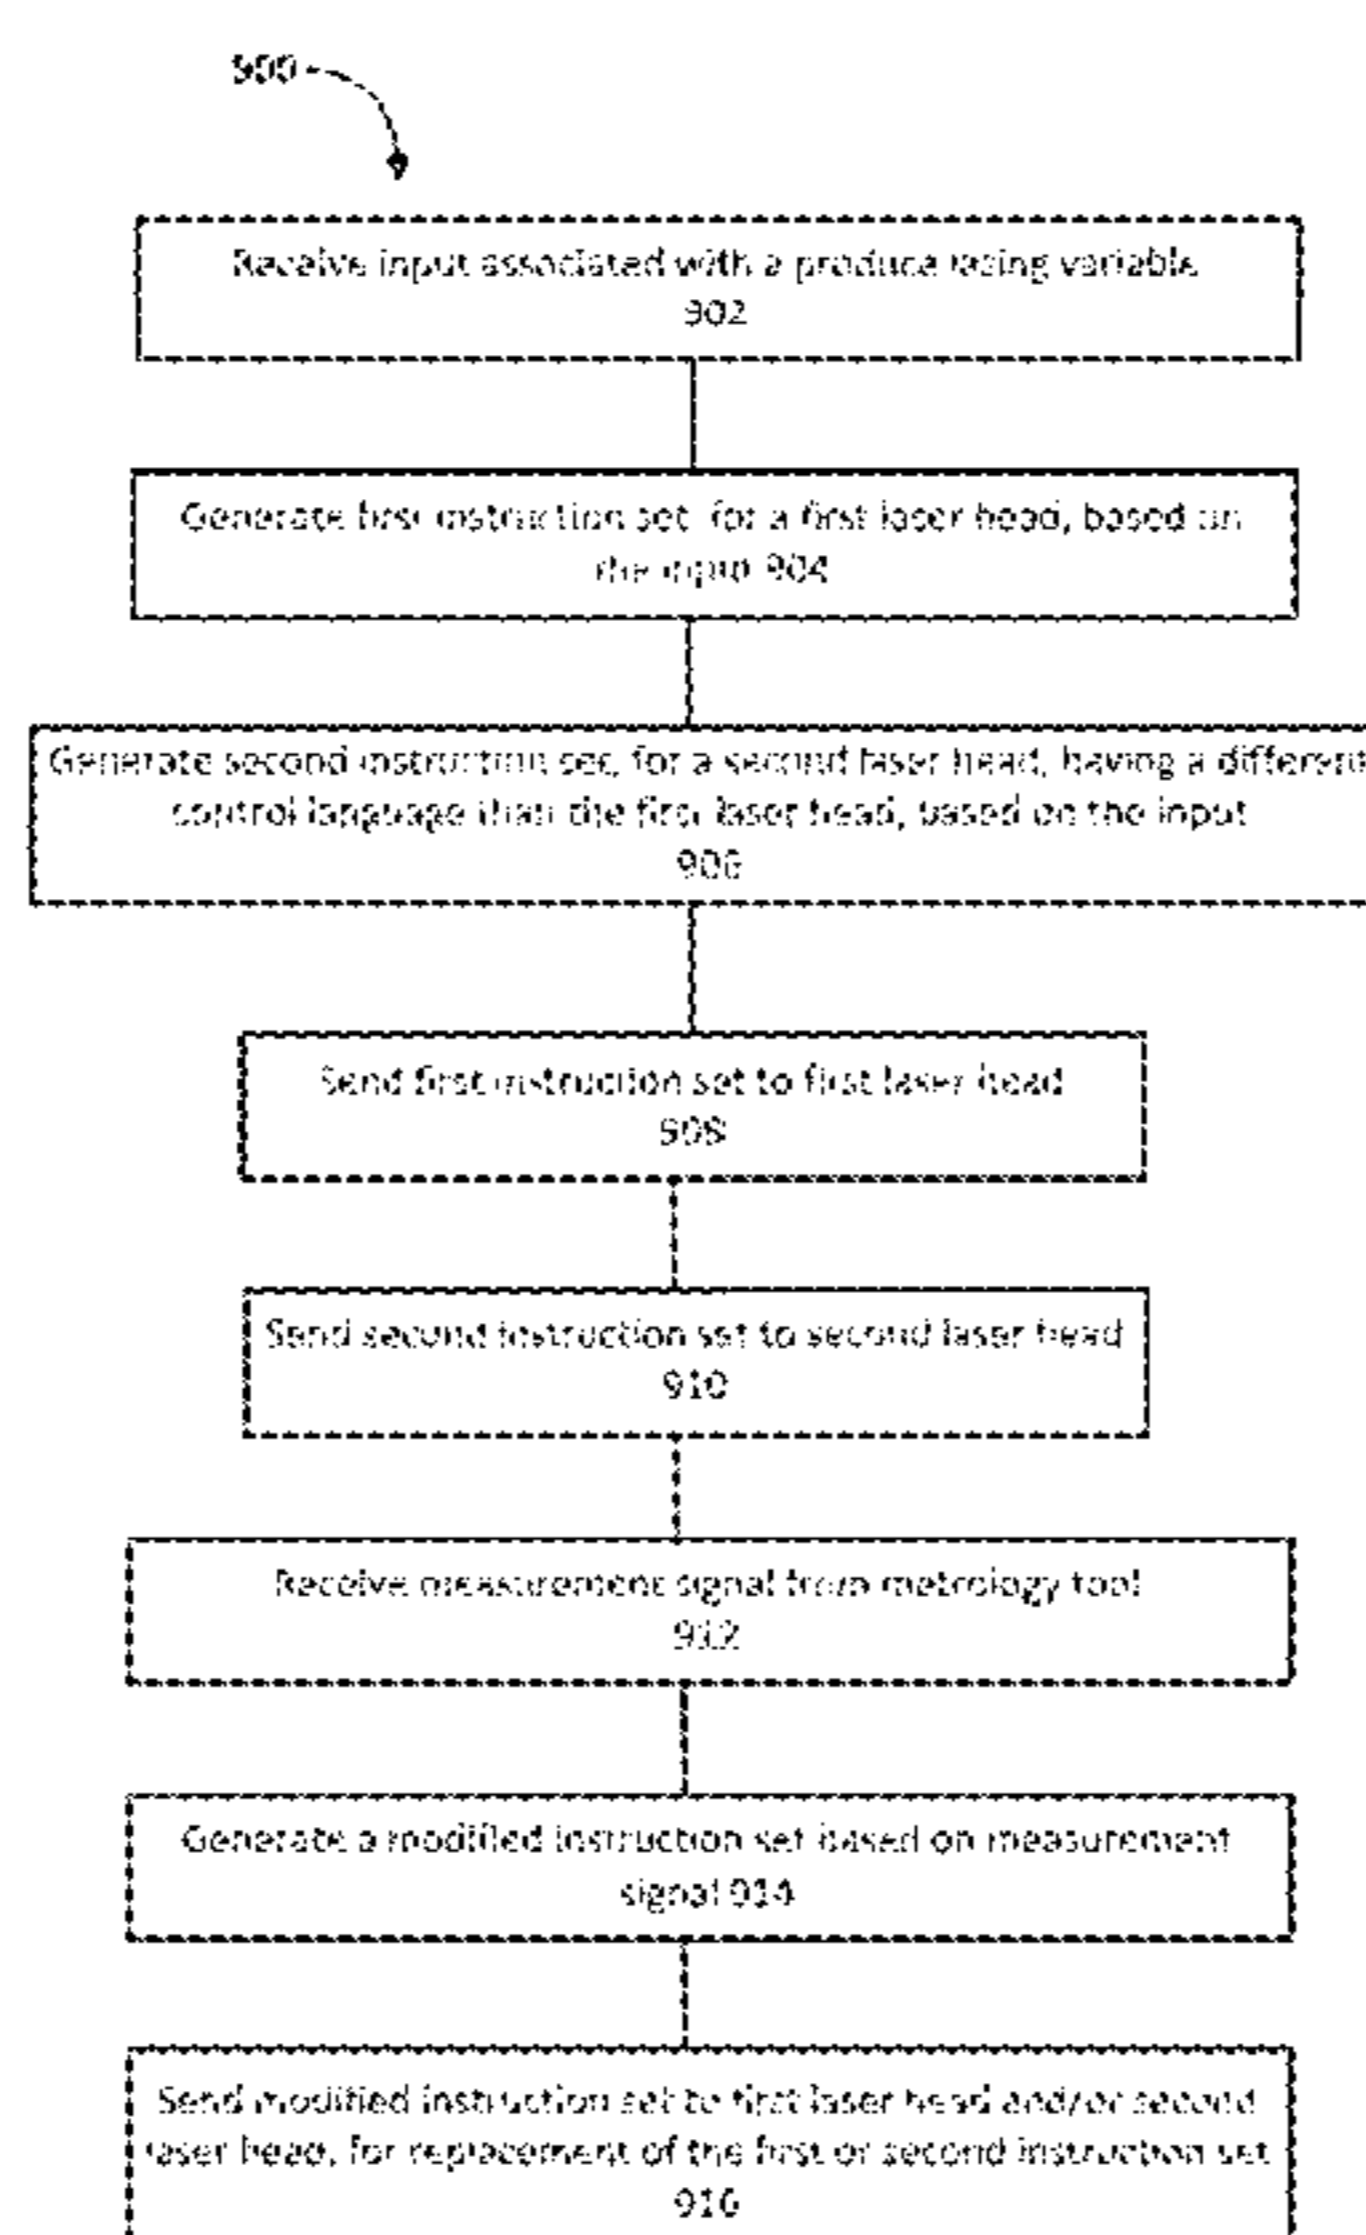 900
Receive input associated with a produce lasing variable
902
Generate first instruction set, for a first laser head, based on
the input 904
Generate second instruction set, for a second laser head, having a different
control language than the first laser head, based on the input
906
Send first instruction set to first laser head
908
Send second instruction set to second laser head
910
Receive measurement signal from metrology tool
912
Generate a modified instruction set based on measurement
signal 914
Send modified instruction set to first laser head and/or second
laser head, for replacement of the first or second instruction set
916